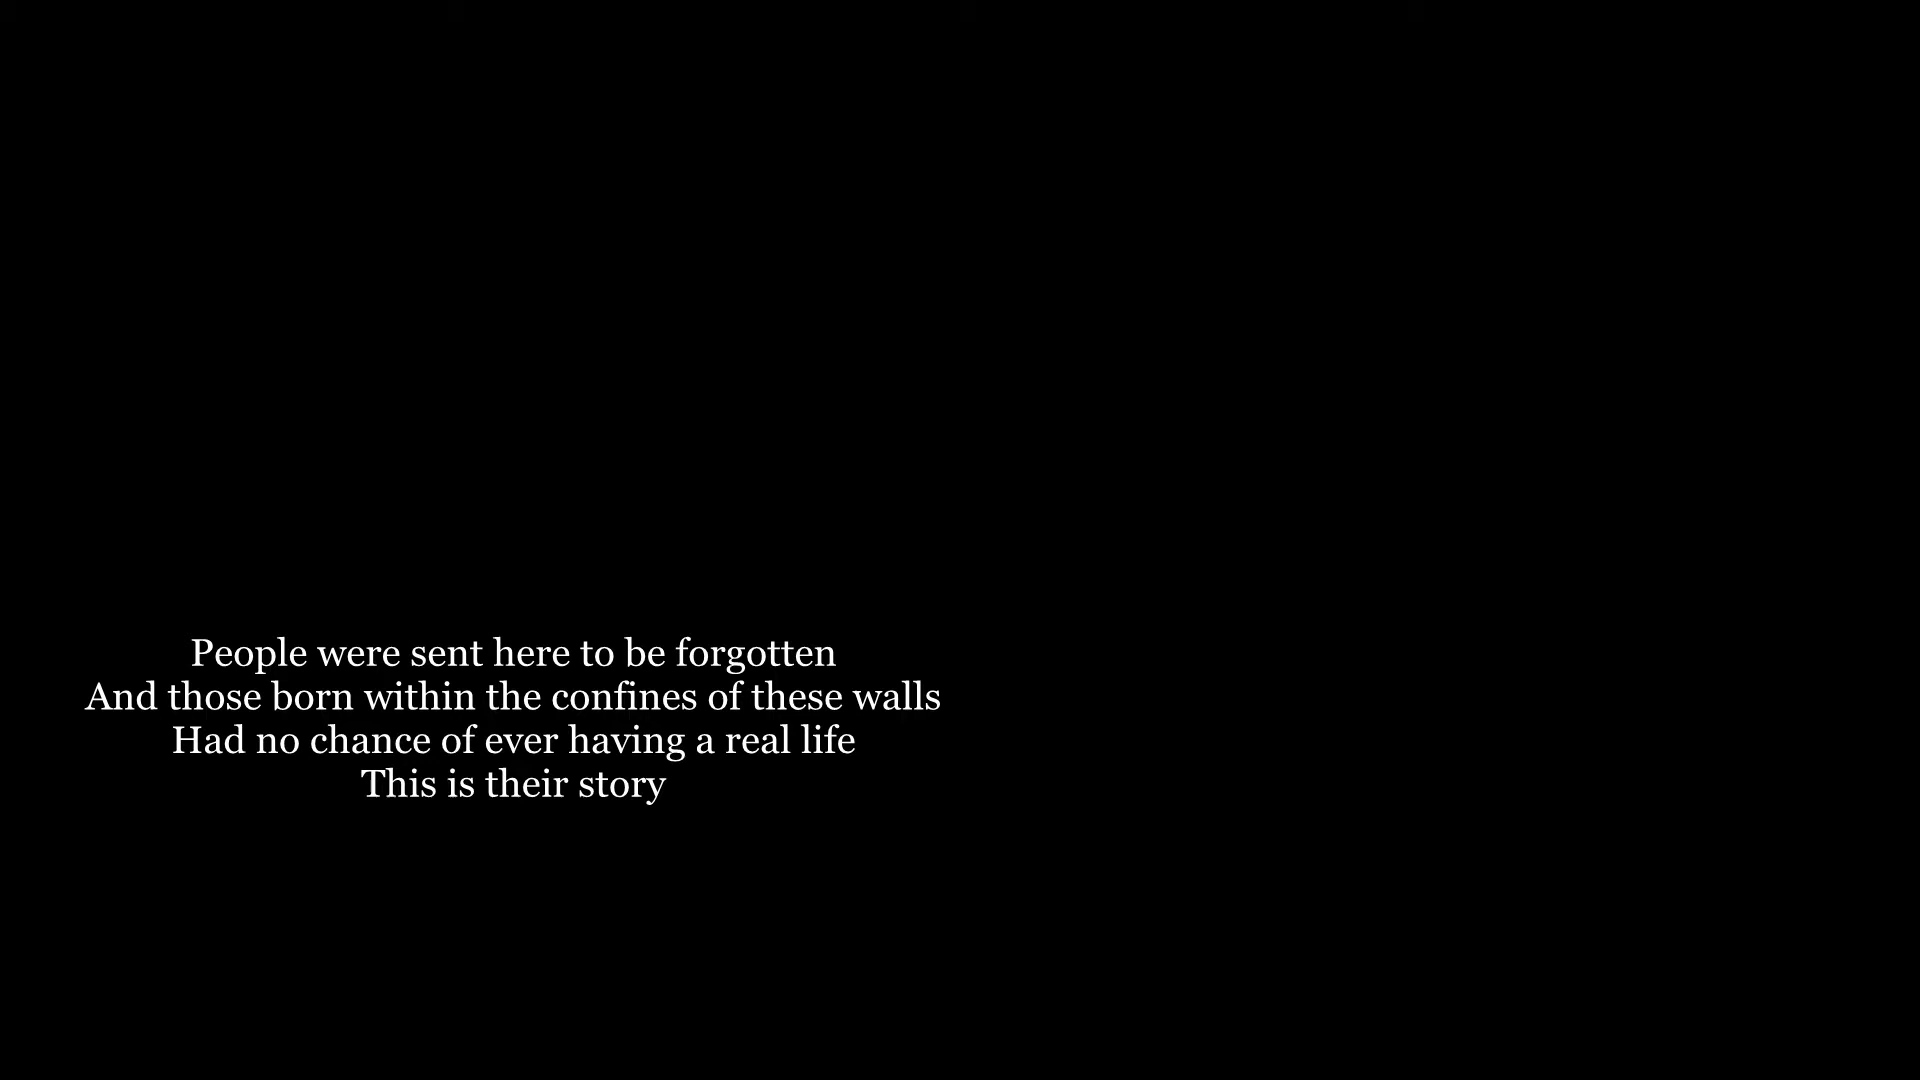 People were sent here to be forgotten
And those born within the confines of these walls
Had no chance of ever having a real life
This is their story